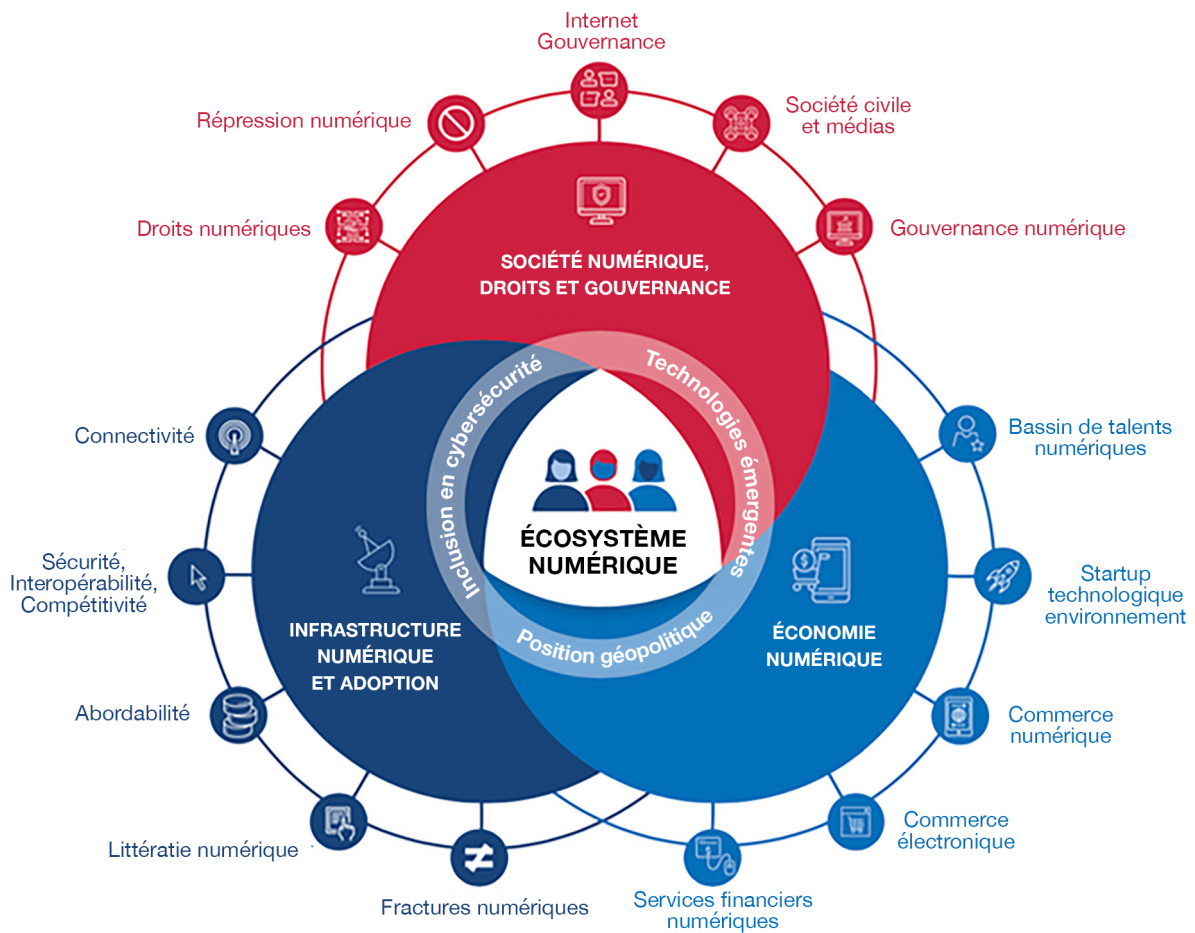 Internet
Gouvernance
Répression numérique
Société civile
et médias
Droits numériques
Gouvernance numérique
SOCIÉTÉ NUMÉRIQUE,
DROITS ET GOUVERNANCE
Inclusion en cybersécurité
Technologies émergentes
Position géopolitique
ÉCOSYSTÈME
NUMÉRIQUE
Connectivité
Sécurité,
Interopérabilité,
Compétitivité
Abordabilité
Littératie numérique
Fractures numériques
INFRASTRUCTURE
NUMÉRIQUE
ET ADOPTION
ÉCONOMIE
NUMÉRIQUE
Bassin de talents
numériques
Startup
technologique
environnement
Commerce
numérique
Commerce
électronique
Services financiers
numériques